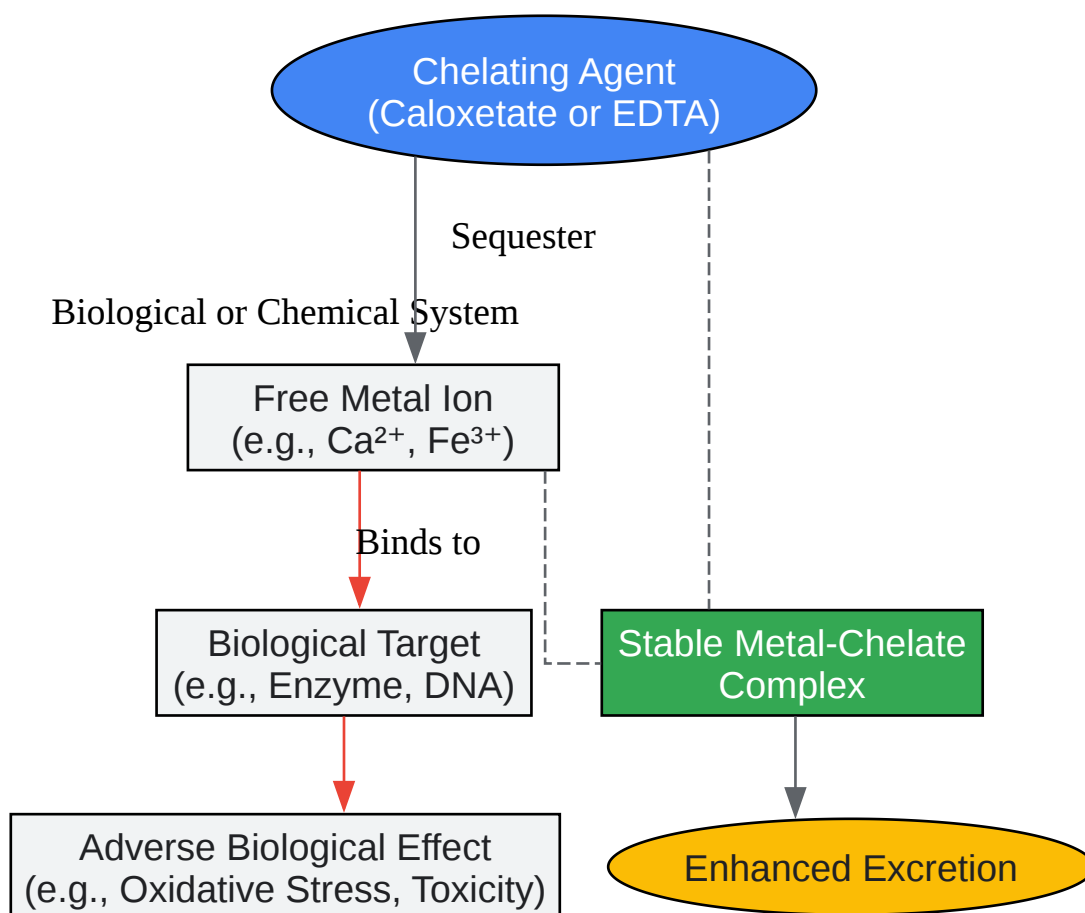 Chelating Agent
(Caloxetate or EDTA)
Sequester
Biological or Chemical System
Free Metal Ion
(e.g., Ca²⁺, Fe³⁺)
Binds to
Biological Target
(e.g., Enzyme, DNA)
Stable Metal-Chelate
Complex
Adverse Biological Effect
(e.g., Oxidative Stress, Toxicity)
Enhanced Excretion